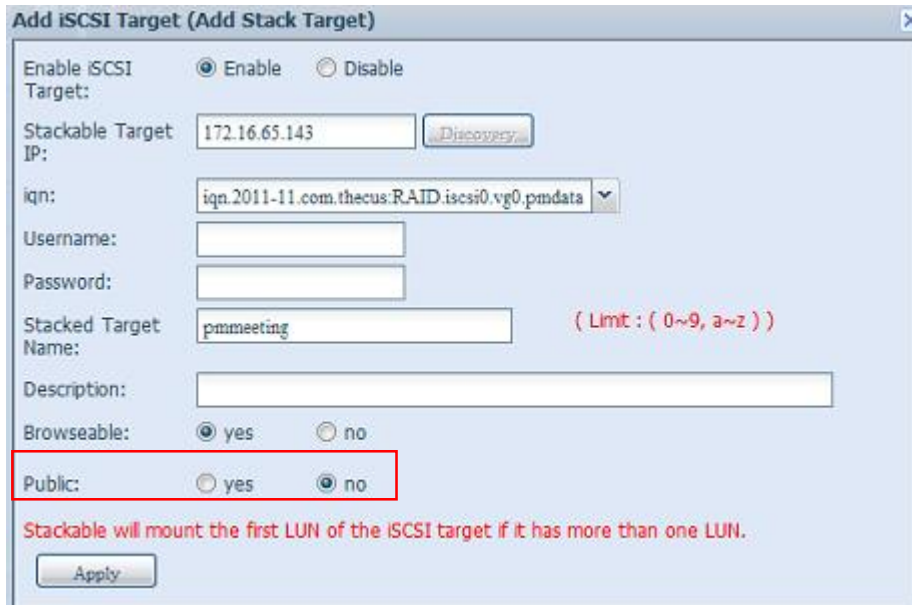 Add iSCSI Target (Add Stack Target)
Enable iSCSI Target: Enable Disable
Stackable Target IP: 172.16.65.143 Discovery
iqn: iqn.2011-11.com.thecus:RAID.iscsi0.vg0.pmdata
Username:
Password:
Stacked Target Name: pmmeeting ( Limit : ( 0~9, a~z ) )
Description:
Browseable: yes no
Public: yes no
Stackable will mount the first LUN of the iSCSI target if it has more than one LUN.
Apply